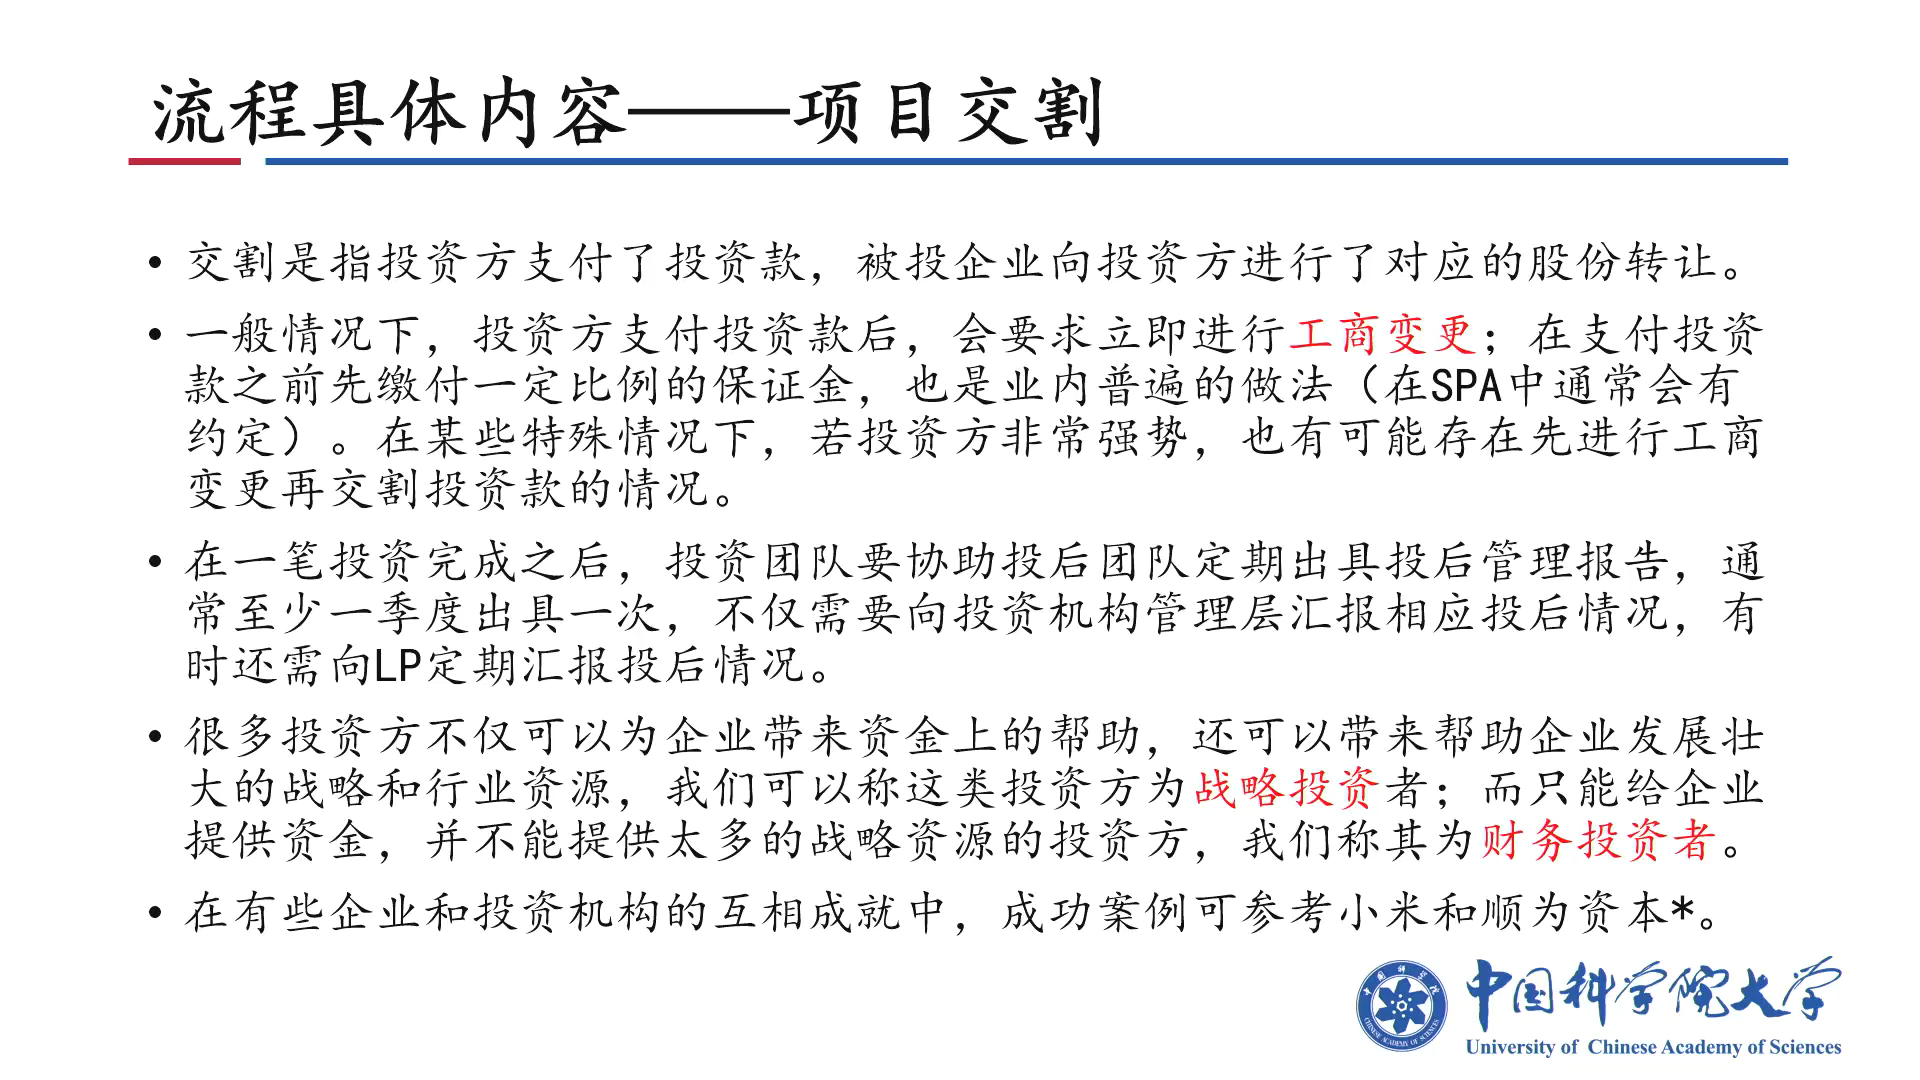 流程具体内容——项目交割
• 交割是指投资方支付了投资款，被投企业向投资方进行了对应的股份转让。
• 一般情况下，投资方支付投资款后，会要求立即进行工商变更；在支付投资
款之前先缴付一定比例的保证金，也是业内普遍的做法（在SPA中通常会有
约定）。在某些特殊情况下，若投资方非常强势，也有可能存在先进行工商
变更再交割投资款的情况。
• 在一笔投资完成之后，投资团队要协助投后团队定期出具投后管理报告，通
常至少一季度出具一次，不仅需要向投资机构管理层汇报相应投后情况，有
时还需向LP定期汇报投后情况。
• 很多投资方不仅可以为企业带来资金上的帮助，还可以带来帮助企业发展壮
大的战略和行业资源，我们可以称这类投资方为战略投资者；而只能给企业
提供资金，并不能提供太多的战略资源的投资方，我们称其为财务投资者。
• 在有些企业和投资机构的互相成就中，成功案例可参考小米和顺为资本*。
中国科学院大学
University of Chinese Academy of Sciences